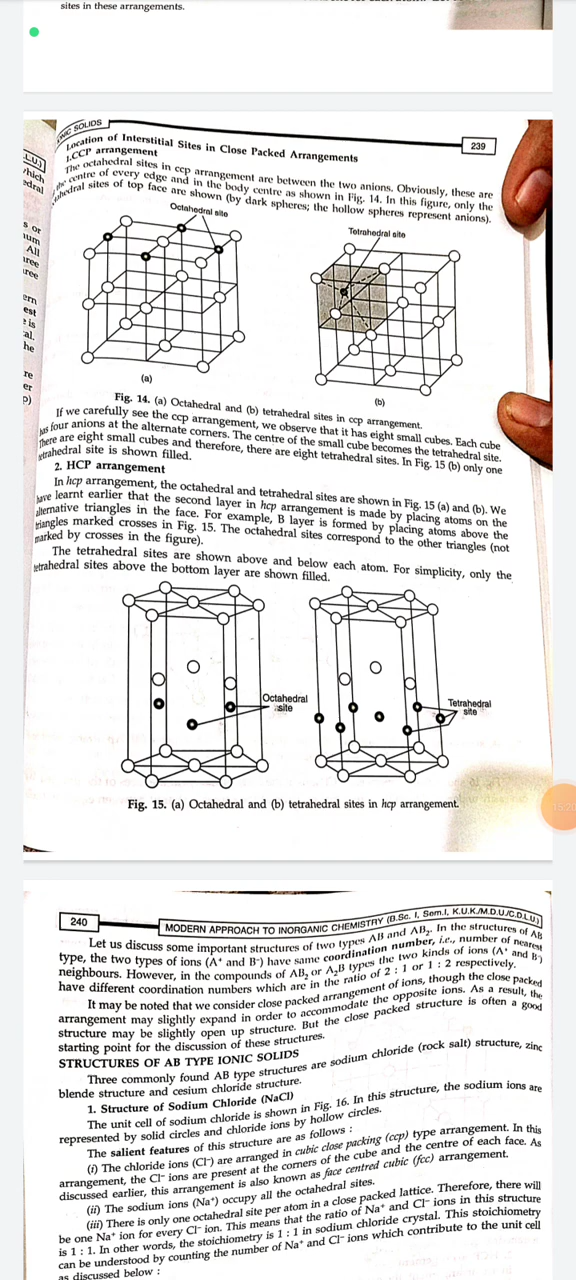 sites in these arrangements.
IONIC SOLIDS
239
Location of Interstitial Sites in Close Packed Arrangements
1.CCP arrangement
The octahedral sites in ccp arrangement are between the two anions. Obviously, these are
the centre of every edge and in the body centre as shown in Fig. 14. In this figure, only the
octahedral sites of top face are shown (by dark spheres; the hollow spheres represent anions).
Octahedral site
Tetrahedral site
(a)
(b)
Fig. 14. (a) Octahedral and (b) tetrahedral sites in ccp arrangement.
If we carefully see the ccp arrangement, we observe that it has eight small cubes. Each cube
has four anions at the alternate corners. The centre of the small cube becomes the tetrahedral site.
There are eight small cubes and therefore, there are eight tetrahedral sites. In Fig. 15 (b) only one
tetrahedral site is shown filled.
2. HCP arrangement
In hcp arrangement, the octahedral and tetrahedral sites are shown in Fig. 15 (a) and (b). We
have learnt earlier that the second layer in hcp arrangement is made by placing atoms on the
alternative triangles in the face. For example, B layer is formed by placing atoms above the
triangles marked crosses in Fig. 15. The octahedral sites correspond to the other triangles (not
marked by crosses in the figure).
The tetrahedral sites are shown above and below each atom. For simplicity, only the
tetrahedral sites above the bottom layer are shown filled.
Octahedral
site
Tetrahedral
site
Fig. 15. (a) Octahedral and (b) tetrahedral sites in hcp arrangement.
240
MODERN APPROACH TO INORGANIC CHEMISTRY (B.Sc. I, Sem.I, K.U.K./M.D.U./C.D.L.U.)
Let us discuss some important structures of two types AB and AB₂. In the structures of AB
type, the two types of ions (A⁺ and B⁻) have same coordination number, i.e., number of nearest
neighbours. However, in the compounds of AB₂ or A₂B types the two kinds of ions (A⁺ and B⁻)
have different coordination numbers which are in the ratio of 2 : 1 or 1 : 2 respectively.
It may be noted that we consider close packed arrangement of ions, though the close packed
arrangement may slightly expand in order to accommodate the opposite ions. As a result, the
structure may be slightly open up structure. But the close packed structure is often a good
starting point for the discussion of these structures.
STRUCTURES OF AB TYPE IONIC SOLIDS
Three commonly found AB type structures are sodium chloride (rock salt) structure, zinc
blende structure and cesium chloride structure.
1. Structure of Sodium Chloride (NaCl)
The unit cell of sodium chloride is shown in Fig. 16. In this structure, the sodium ions are
represented by solid circles and chloride ions by hollow circles.
The salient features of this structure are as follows :
(i) The chloride ions (Cl⁻) are arranged in cubic close packing (ccp) type arrangement. In this
arrangement, the Cl⁻ ions are present at the corners of the cube and the centre of each face. As
discussed earlier, this arrangement is also known as face centred cubic (fcc) arrangement.
(ii) The sodium ions (Na⁺) occupy all the octahedral sites.
(iii) There is only one octahedral site per atom in a close packed lattice. Therefore, there will
be one Na⁺ ion for every Cl⁻ ion. This means that the ratio of Na⁺ and Cl⁻ ions in this structure
is 1 : 1. In other words, the stoichiometry is 1 : 1 in sodium chloride crystal. This stoichiometry
can be understood by counting the number of Na⁺ and Cl⁻ ions which contribute to the unit cell
as discussed below :